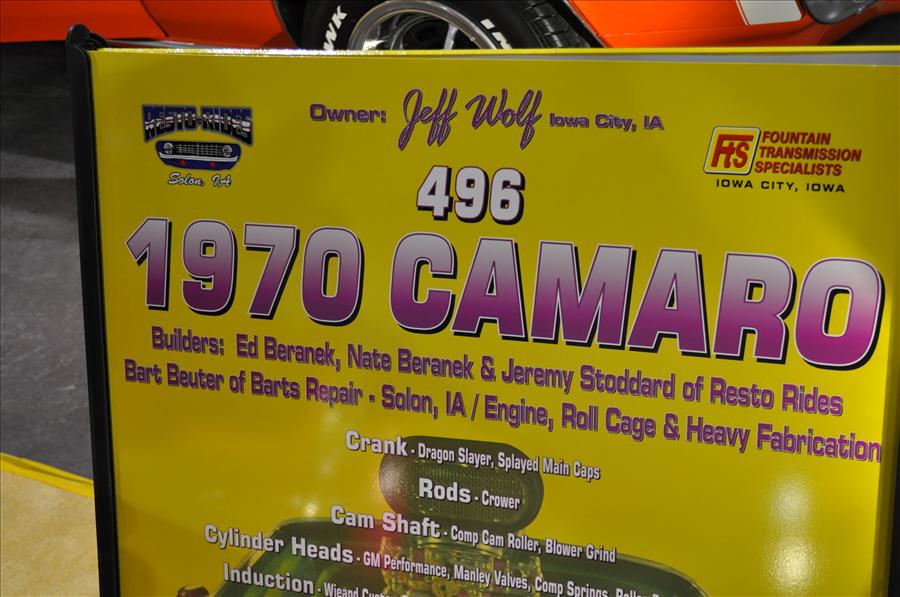 RESTO-RIDES
Solon, IA
Owner: Jeff Wolf Iowa City, IA
FTS FOUNTAIN
TRANSMISSION
SPECIALISTS
IOWA CITY, IOWA
496
1970 CAMARO
Builders: Ed Beranek, Nate Beranek & Jeremy Stoddard of Resto Rides
Bart Beuter of Barts Repair - Solon, IA / Engine, Roll Cage & Heavy Fabrication
Crank - Dragon Slayer, Splayed Main Caps
Rods - Crower
Cam Shaft - Comp Cam Roller, Blower Grind
Cylinder Heads - GM Performance, Manley Valves, Comp Springs,
Induction - Wieand